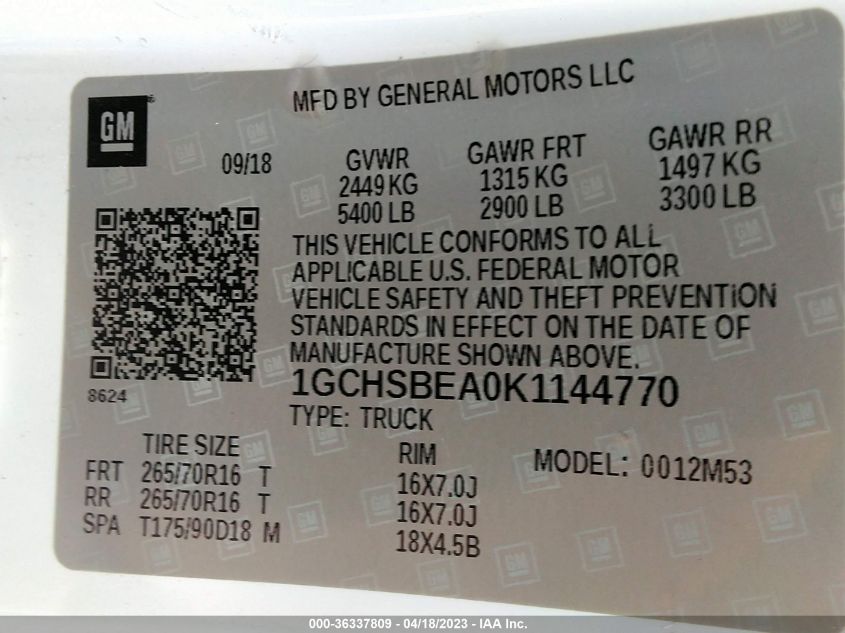 MFD BY GENERAL MOTORS LLC
GM
09/18
GVWR GAWR FRT GAWR RR
2449 KG 1315 KG 1497 KG
5400 LB 2900 LB 3300 LB
THIS VEHICLE CONFORMS TO ALL
APPLICABLE U.S. FEDERAL MOTOR
VEHICLE SAFETY AND THEFT PREVENTION
STANDARDS IN EFFECT ON THE DATE OF
MANUFACTURE SHOWN ABOVE.
8624
1GCHSBEA0K1144770
TYPE: TRUCK
TIRE SIZE RIM MODEL: 0012M53
FRT 265/70R16 T 16X7.0J
RR 265/70R16 T 16X7.0J
SPA T175/90D18 M 18X4.5B
000-36337809 - 04/18/2023 - IAA Inc.